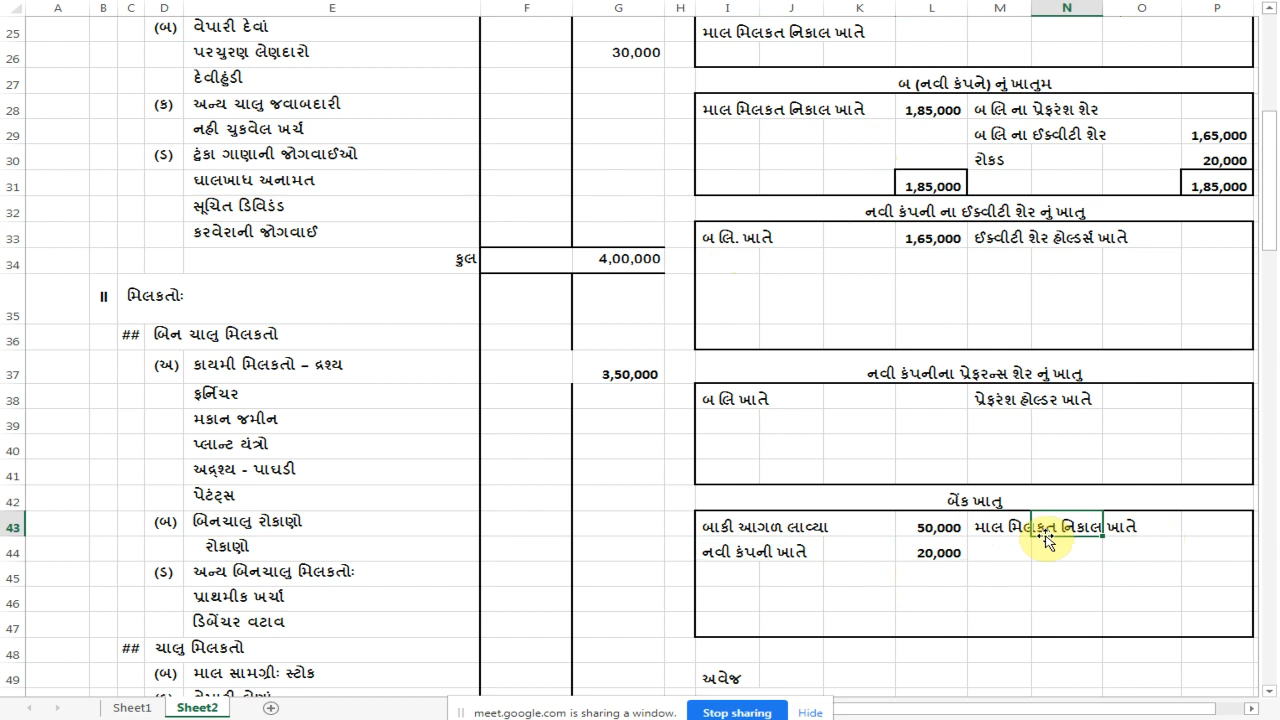 A B C D E F G H I J K L M N O P
25 (બ) વેપારી દેવાં માલ મિલકત નિકાલ ખાતે
26 પરચુરણ લેણદારો 30,000
27 દેવીહુંડી બ (નવી કંપને) નું ખાતુમ
28 (ક) અન્ય ચાલુ જવાબદારી માલ મિલકત નિકાલ ખાતે 1,85,000 બ લિ ના પ્રેફરંશ શેર
29 નહી ચુકવેલ ખર્ચ બ લિ ના ઈક્વીટી શેર 1,65,000
30 (ડ) ટુંકા ગાણાની જોગવાઈઓ રોકડ 20,000
31 ઘાલખાધ અનામત 1,85,000 1,85,000
32 સૂચિત ડિવિડંડ નવી કંપની ના ઈક્વીટી શેર નું ખાતુ
33 કરવેરાની જોગવાઈ બ લિ. ખાતે 1,65,000 ઈક્વીટી શેર હોલ્ડર્સ ખાતે
34 કુલ 4,00,000
35 II મિલકતોઃ
36 ## બિન ચાલુ મિલકતો
37 (અ) કાયમી મિલકતો – દ્રશ્ય 3,50,000 નવી કંપનીના પ્રેફરન્સ શેર નું ખાતુ
38 ફર્નિચર બ લિ ખાતે પ્રેફરંશ હોલ્ડર ખાતે
39 મકાન જમીન
40 પ્લાન્ટ યંત્રો
41 અદ્રશ્ય - પાઘડી
42 પેટંટ્સ બેંક ખાતુ
43 (બ) બિનચાલુ રોકાણો બાકી આગળ લાવ્યા 50,000 માલ મિલકત નિકાલ ખાતે
44 રોકાણો નવી કંપની ખાતે 20,000
45 (ડ) અન્ય બિનચાલુ મિલકતોઃ
46 પ્રાથમીક ખર્ચા
47 ડિબેંચર વટાવ
48 ## ચાલુ મિલકતો
49 (બ) માલ સામગ્રીઃ સ્ટોક અવેજ
Sheet1 Sheet2
meet.google.com is sharing a window. Stop sharing Hide